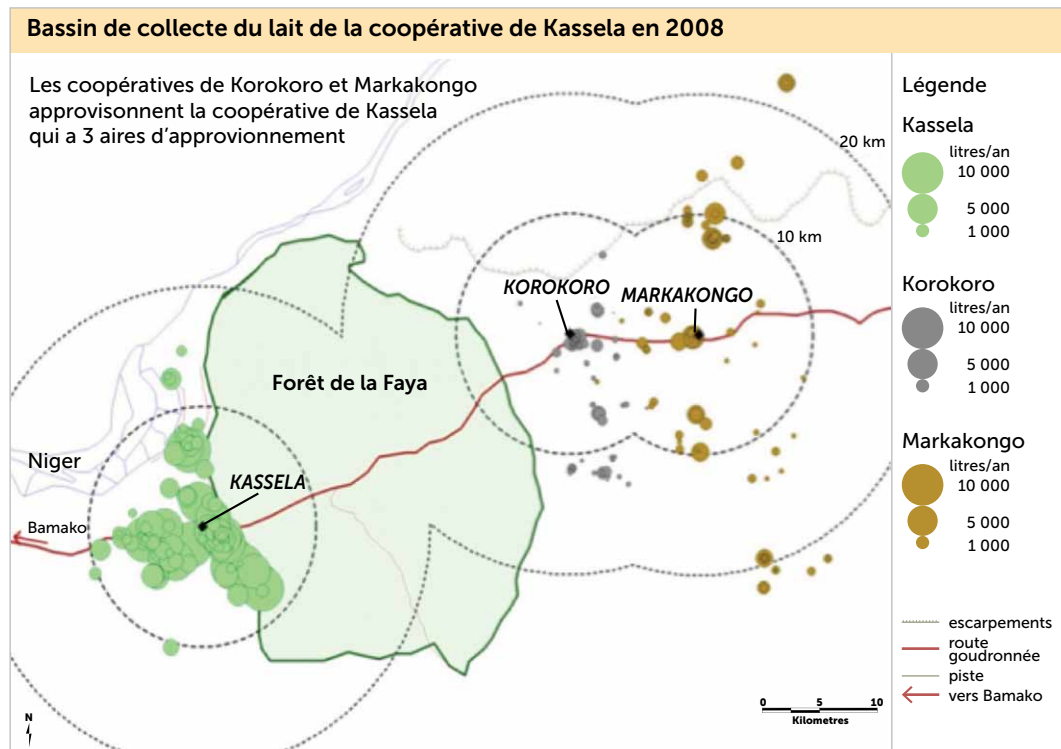 Bassin de collecte du lait de la coopérative de Kassela en 2008
Les coopératives de Korokoro et Markakongo
approvisonnent la coopérative de Kassela
qui a 3 aires d'approvionnement
20 km
10 km
KOROKORO
MARKAKONGO
Forêt de la Faya
Niger
KASSELA
Bamako
N
0 5 10
Kilometres
Légende
Kassela
litres/an
10 000
5 000
1 000
Korokoro
litres/an
10 000
5 000
1 000
Markakongo
litres/an
10 000
5 000
1 000
escarpements
route
goudronnée
piste
vers Bamako